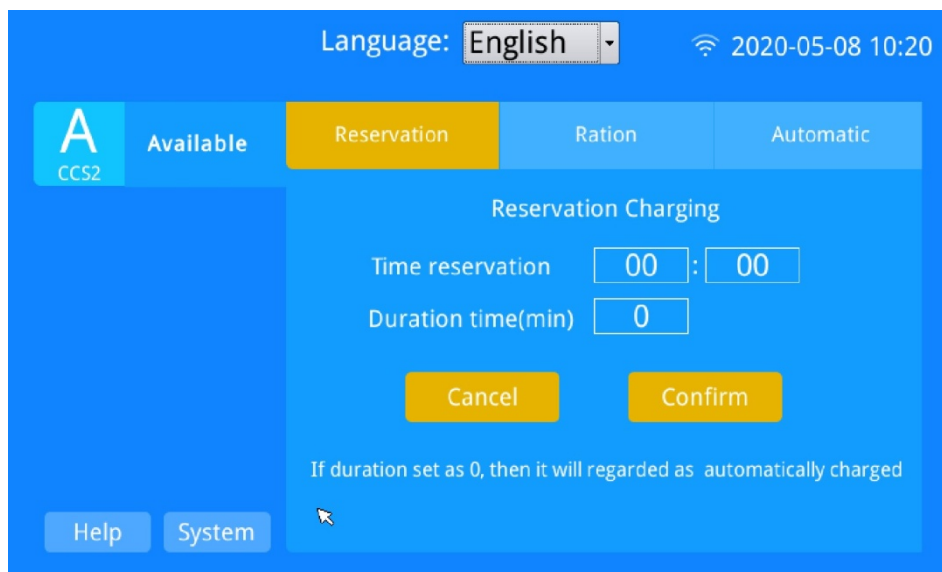 Language: English 2020-05-08 10:20
A
CCS2
Available
Reservation Ration Automatic
Reservation Charging
Time reservation 00 : 00
Duration time(min) 0
Cancel Confirm
If duration set as 0, then it will regarded as automatically charged
Help System